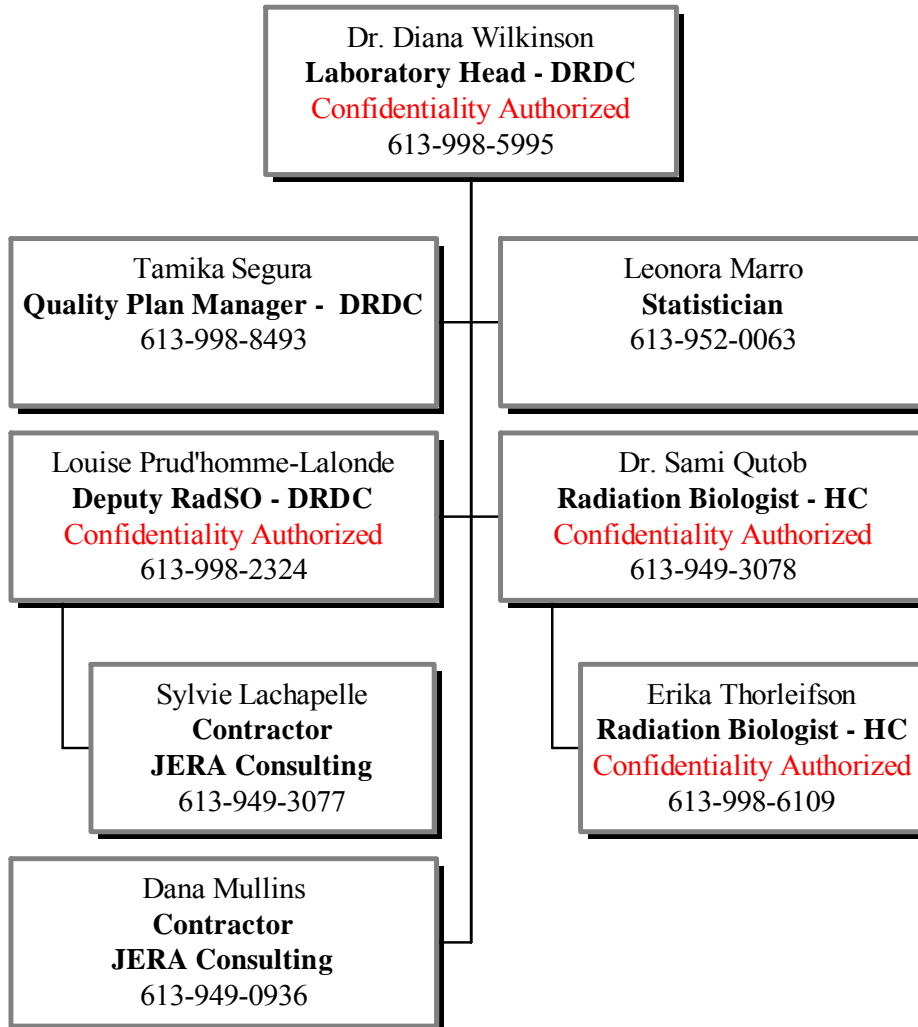 Dr. Diana Wilkinson
Laboratory Head - DRDC
Confidentiality Authorized
613-998-5995
Tamika Segura
Quality Plan Manager - DRDC
613-998-8493
Leonora Marro
Statistician
613-952-0063
Louise Prud'homme-Lalonde
Deputy RadSO - DRDC
Confidentiality Authorized
613-998-2324
Dr. Sami Qutob
Radiation Biologist - HC
Confidentiality Authorized
613-949-3078
Sylvie Lachapelle
Contractor
JERA Consulting
613-949-3077
Erika Thorleifson
Radiation Biologist - HC
Confidentiality Authorized
613-998-6109
Dana Mullins
Contractor
JERA Consulting
613-949-0936